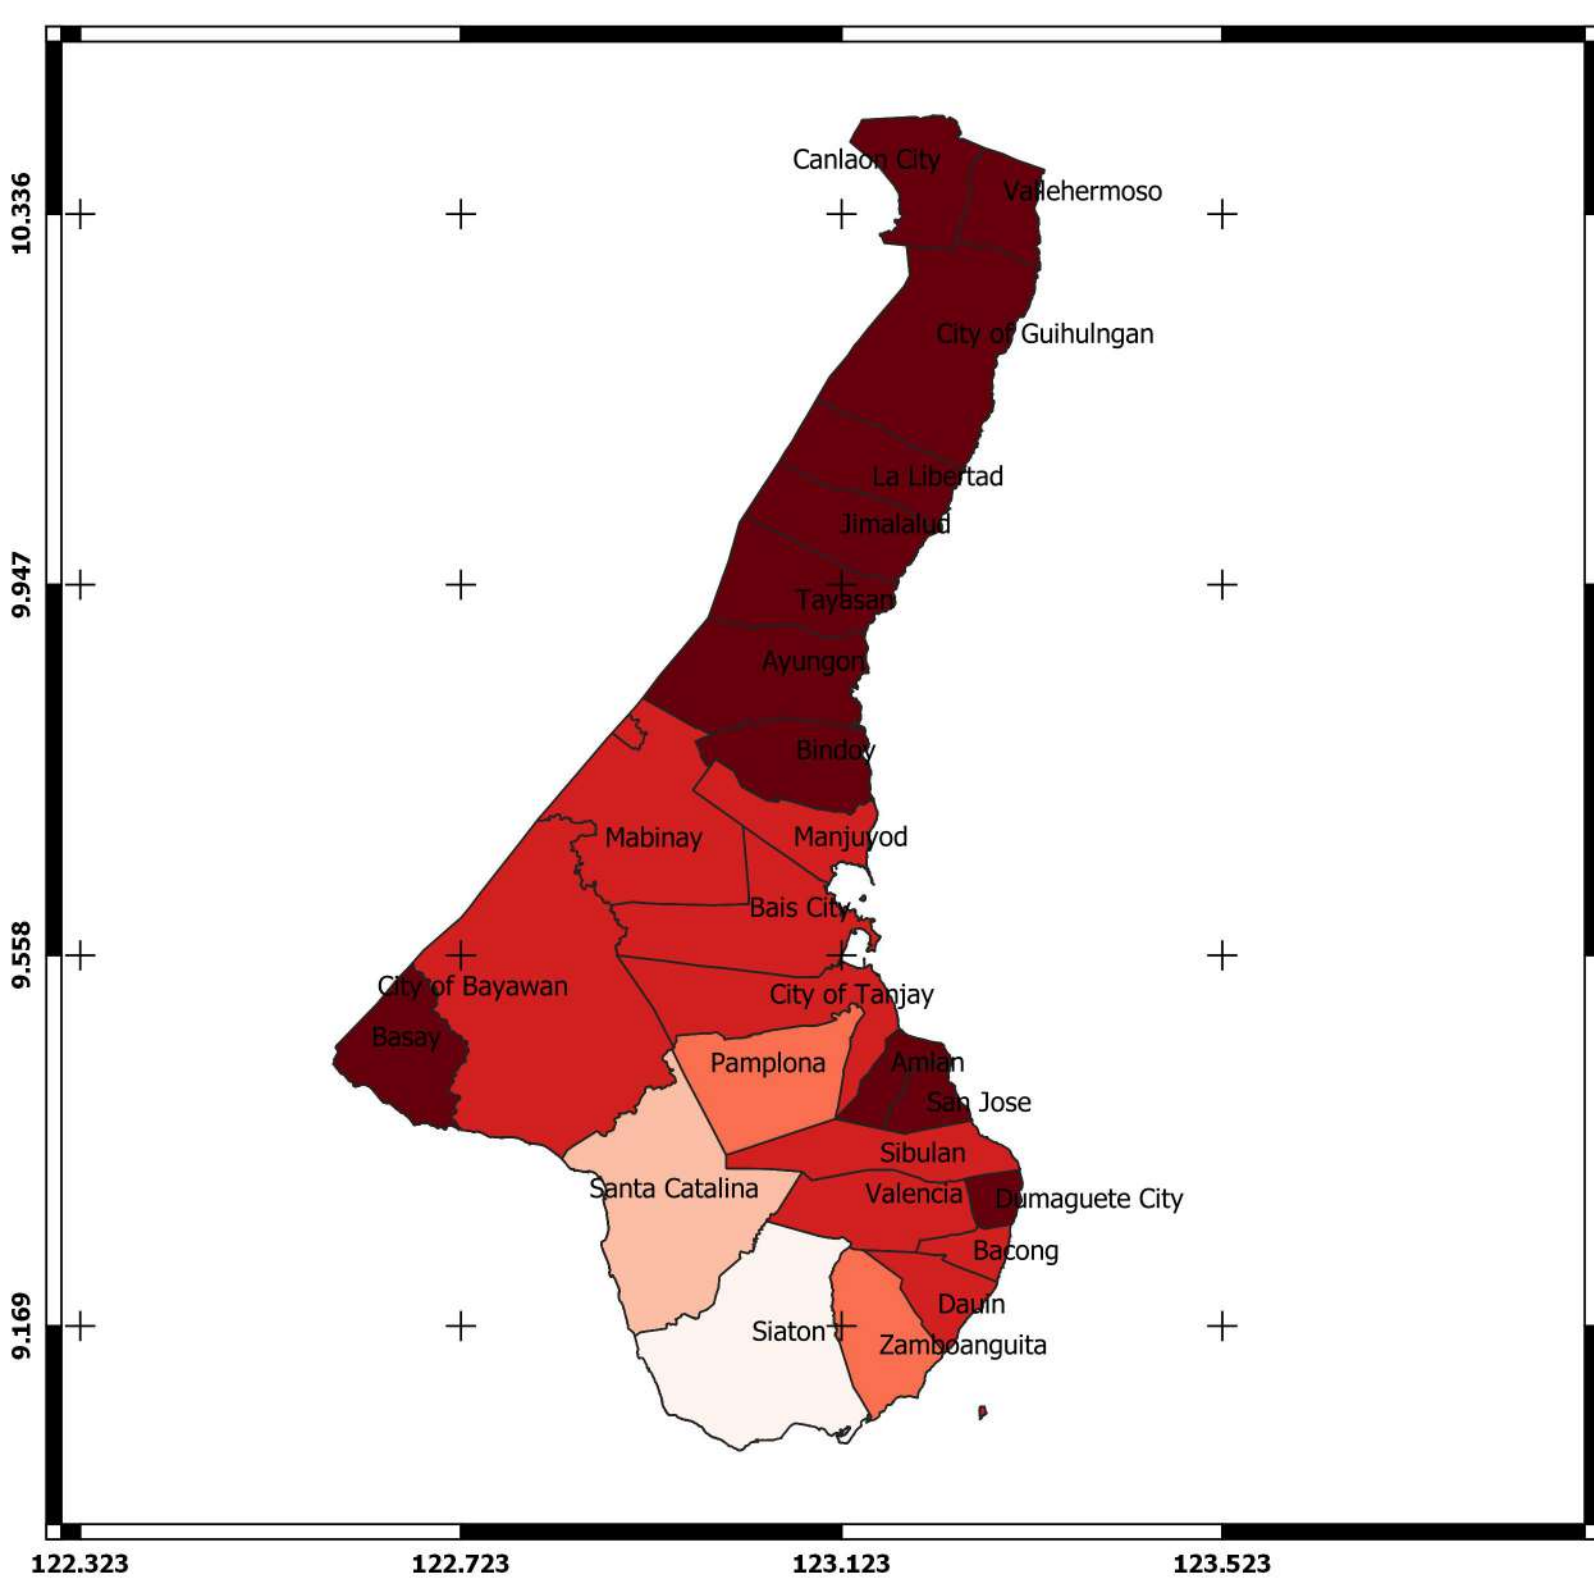 Canlaon City
Vallehermoso
10.336
City of Guihulngan
La Libertad
Jimalalud
9.947
Tayasan
Ayungon
Bindoy
Mabinay
Manjuyod
Bais City
9.558
City of Bayawan
City of Tanjay
Basay
Pamplona
Amlan
San Jose
Sibulan
Santa Catalina
Valencia
Dumaguete City
Bacong
Dauin
9.169
Siaton
Zamboanguita
122.323
122.723
123.123
123.523